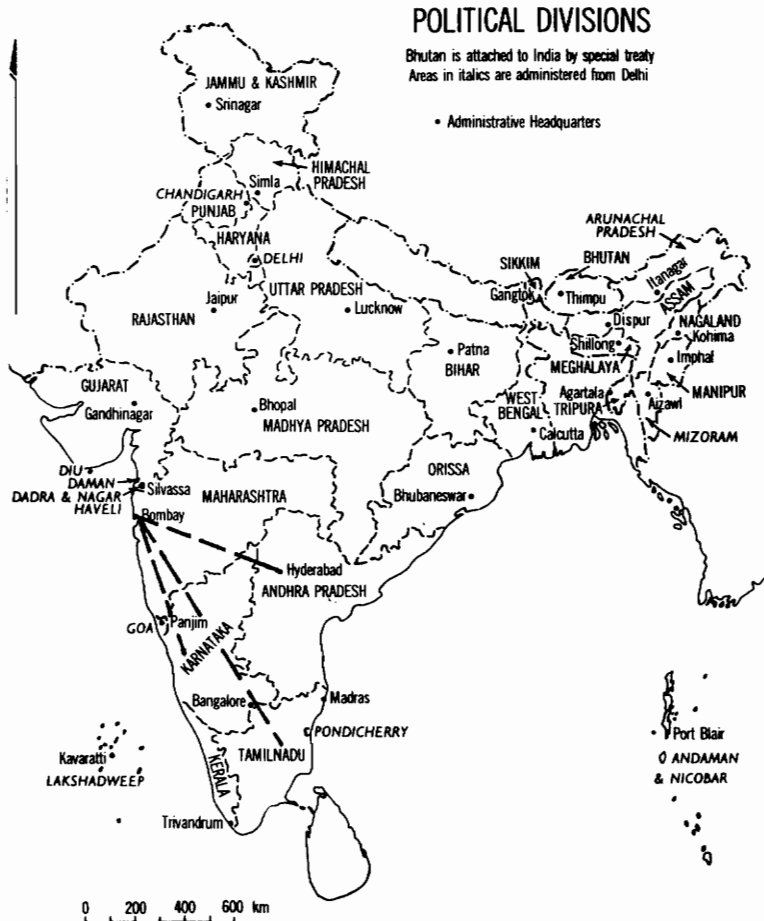 POLITICAL DIVISIONS
Bhutan is attached to India by special treaty
Areas in italics are administered from Delhi
• Administrative Headquarters
JAMMU & KASHMIR
Srinagar
HIMACHAL
PRADESH
Simla
CHANDIGARH
PUNJAB
HARYANA
DELHI
ARUNACHAL
PRADESH
SIKKIM
BHUTAN
Itanagar
Gangtok
Thimpu
ASSAM
UTTAR PRADESH
Jaipur
Lucknow
RAJASTHAN
Dispur
NAGALAND
Kohima
Shillong
Patna
BIHAR
Imphal
MEGHALAYA
GUJARAT
Gandhinagar
Bhopal
MADHYA PRADESH
WEST
BENGAL
Agartala
TRIPURA
Aizawl
MANIPUR
Calcutta
MIZORAM
DIU
DAMAN
DADRA & NAGAR
HAVELI
Silvassa
MAHARASHTRA
ORISSA
Bhubaneswar
Bombay
Hyderabad
ANDHRA PRADESH
GOA
Panjim
KARNATAKA
Bangalore
Madras
PONDICHERRY
TAMILNADU
KERALA
Kavaratti
LAKSHADWEEP
Trivandrum
Port Blair
ANDAMAN
& NICOBAR
0 200 400 600 km